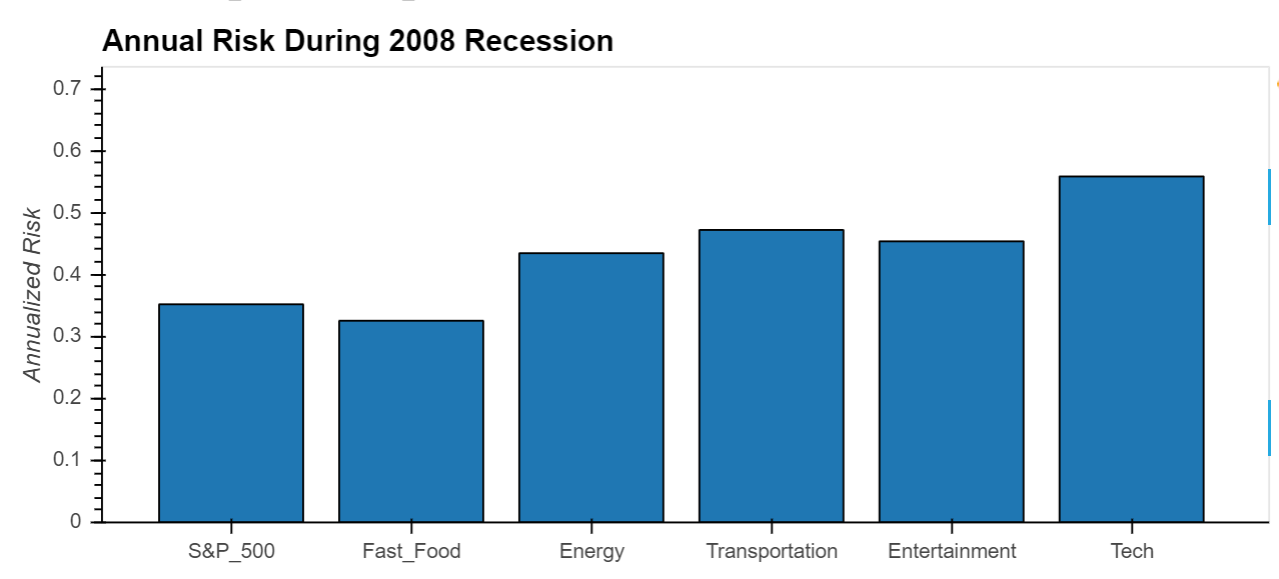 Annual Risk During 2008 Recession
Annualized Risk
0.7
0.6
0.5
0.4
0.3
0.2
0.1
0
S&P_500 Fast_Food Energy Transportation Entertainment Tech